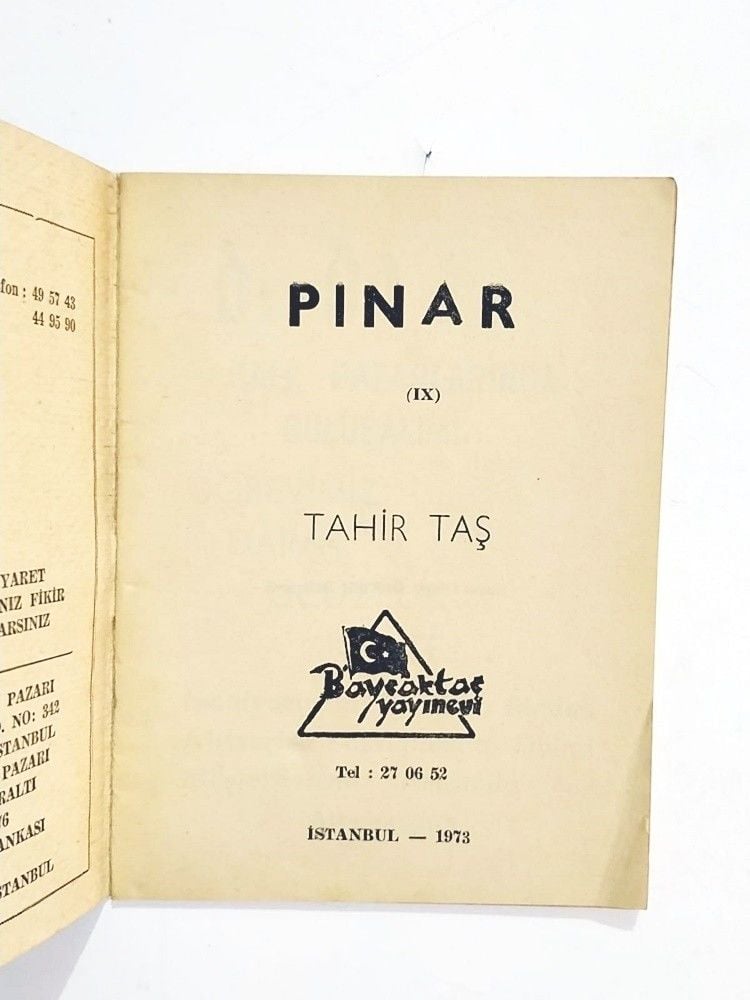 fon : 49 57 43
44 95 90
YARET
NIZ FİKİR
ARSINIZ
PAZARI
. NO: 342
STANBUL
PAZARI
RALTI
76
ANKASI
STANBUL
PINAR
(IX)
TAHİR TAŞ
Bayraktaş
yayınevi
Tel : 27 06 52
İSTANBUL — 1973